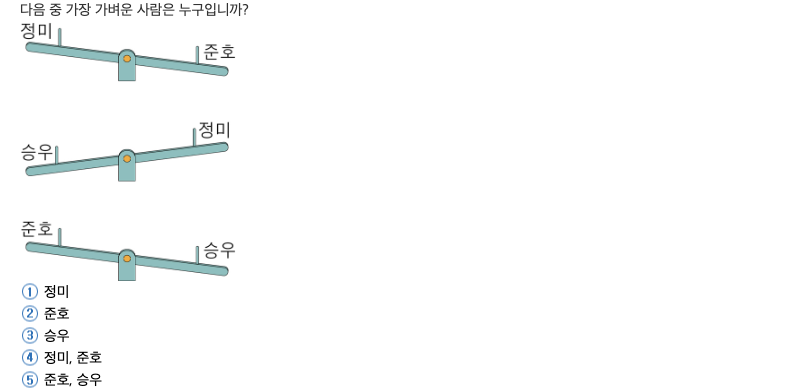 다음 중 가장 가벼운 사람은 누구입니까?
정미
준호
정미
승우
준호
승우
① 정미
② 준호
③ 승우
④ 정미, 준호
⑤ 준호, 승우